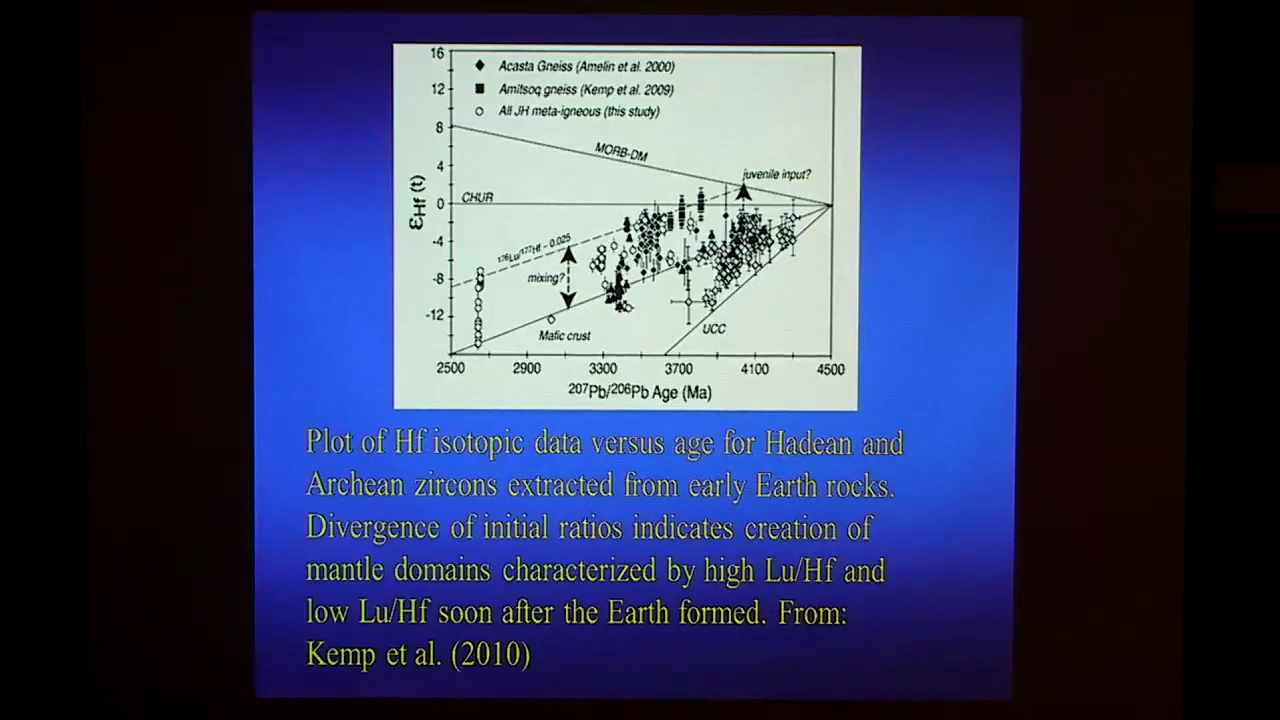 16
Acasta Gneiss (Amelin et al. 2000)
12
Amitsoq gneiss (Kemp et al. 2009)
All JH meta-igneous (this study)
8
MORB-DM
4
juvenile input?
εHf (t)
CHUR
0
176Lu/177Hf ~ 0.025
-4
mixing?
-8
-12
Mafic crust
UCC
2500 2900 3300 3700 4100 4500
207Pb/206Pb Age (Ma)
Plot of Hf isotopic data versus age for Hadean and
Archean zircons extracted from early Earth rocks.
Divergence of initial ratios indicates creation of
mantle domains characterized by high Lu/Hf and
low Lu/Hf soon after the Earth formed. From:
Kemp et al. (2010)